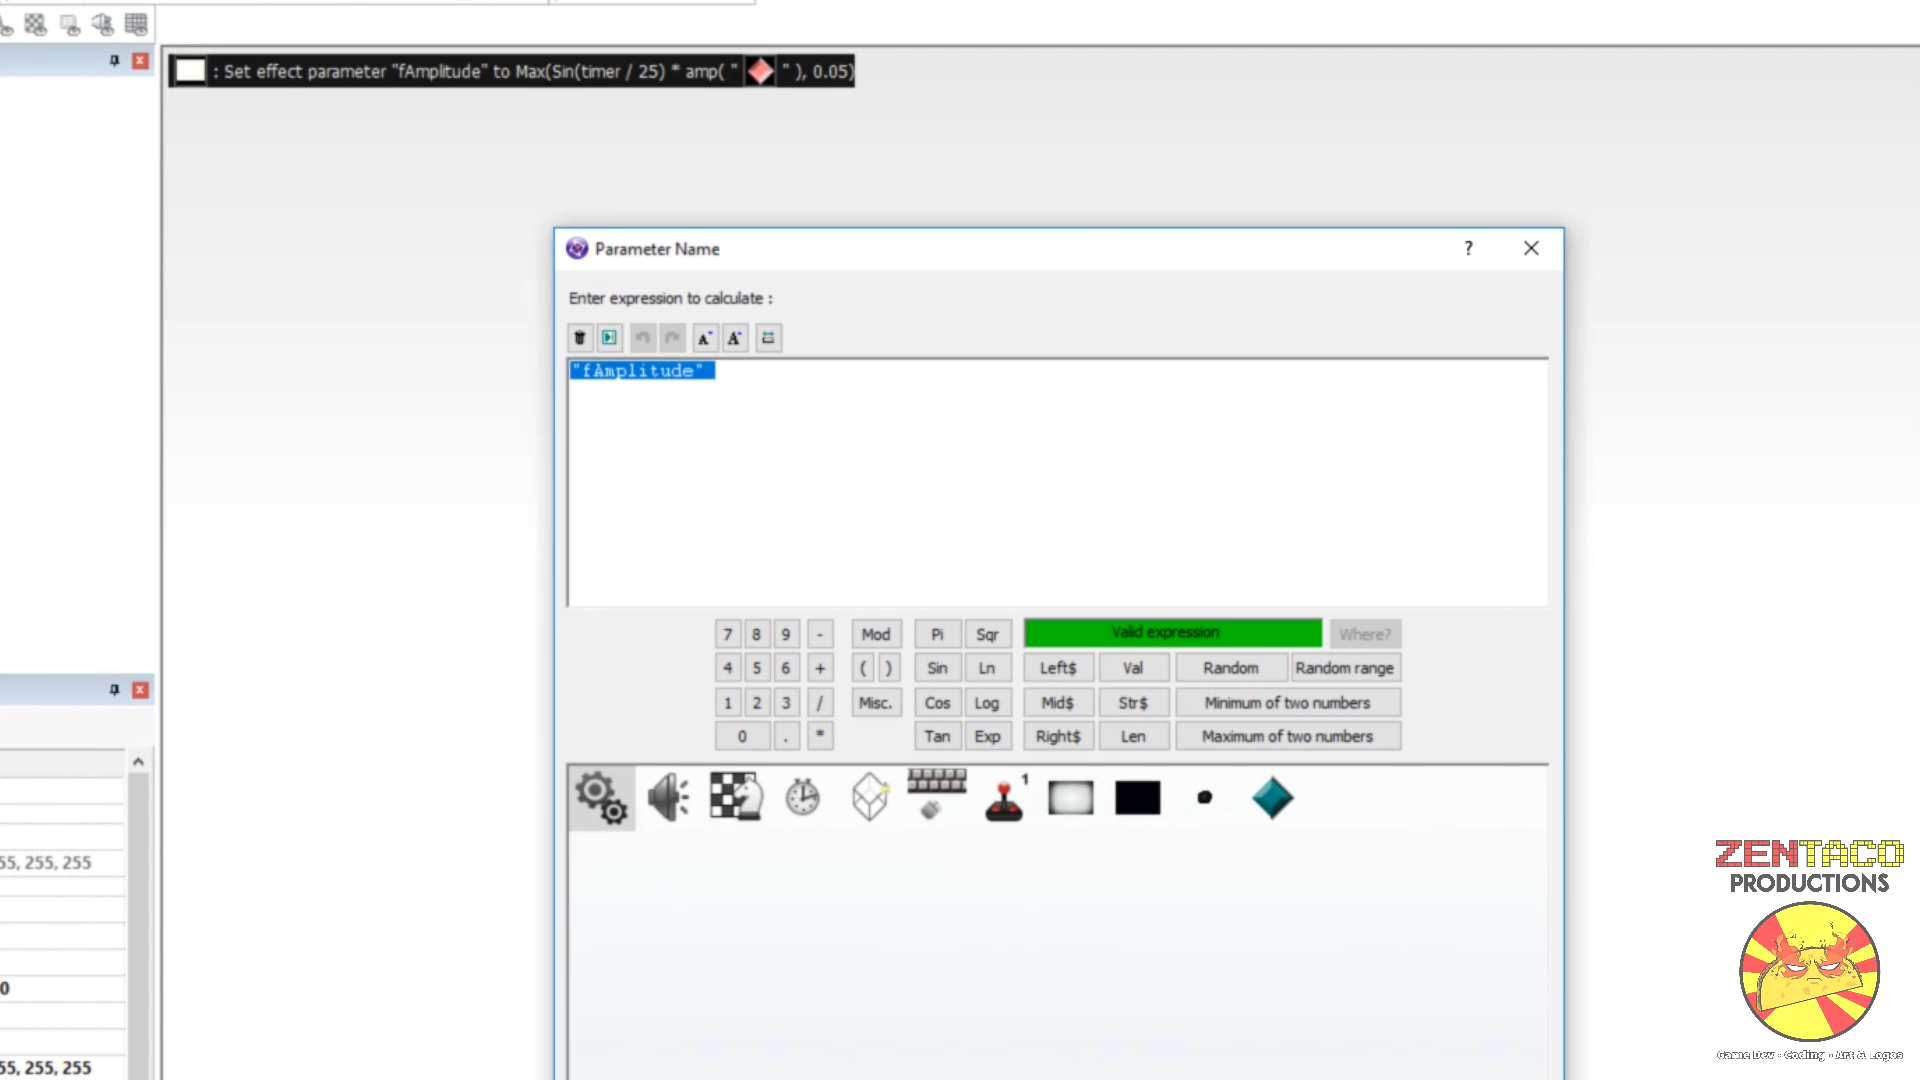 : Set effect parameter "fAmplitude" to Max(Sin(timer / 25) * amp( " " ), 0.05)
Parameter Name ?
Enter expression to calculate :
"fAmplitude"
7 8 9 - Mod Pi Sqr Valid expression Where?
4 5 6 + ( ) Sin Ln Left$ Val Random Random range
1 2 3 / Misc. Cos Log Mid$ Str$ Minimum of two numbers
0 . * Tan Exp Right$ Len Maximum of two numbers
1
55, 255, 255
0
55, 255, 255
ZENTACO
PRODUCTIONS
Game Dev - Coding - Art & Logos